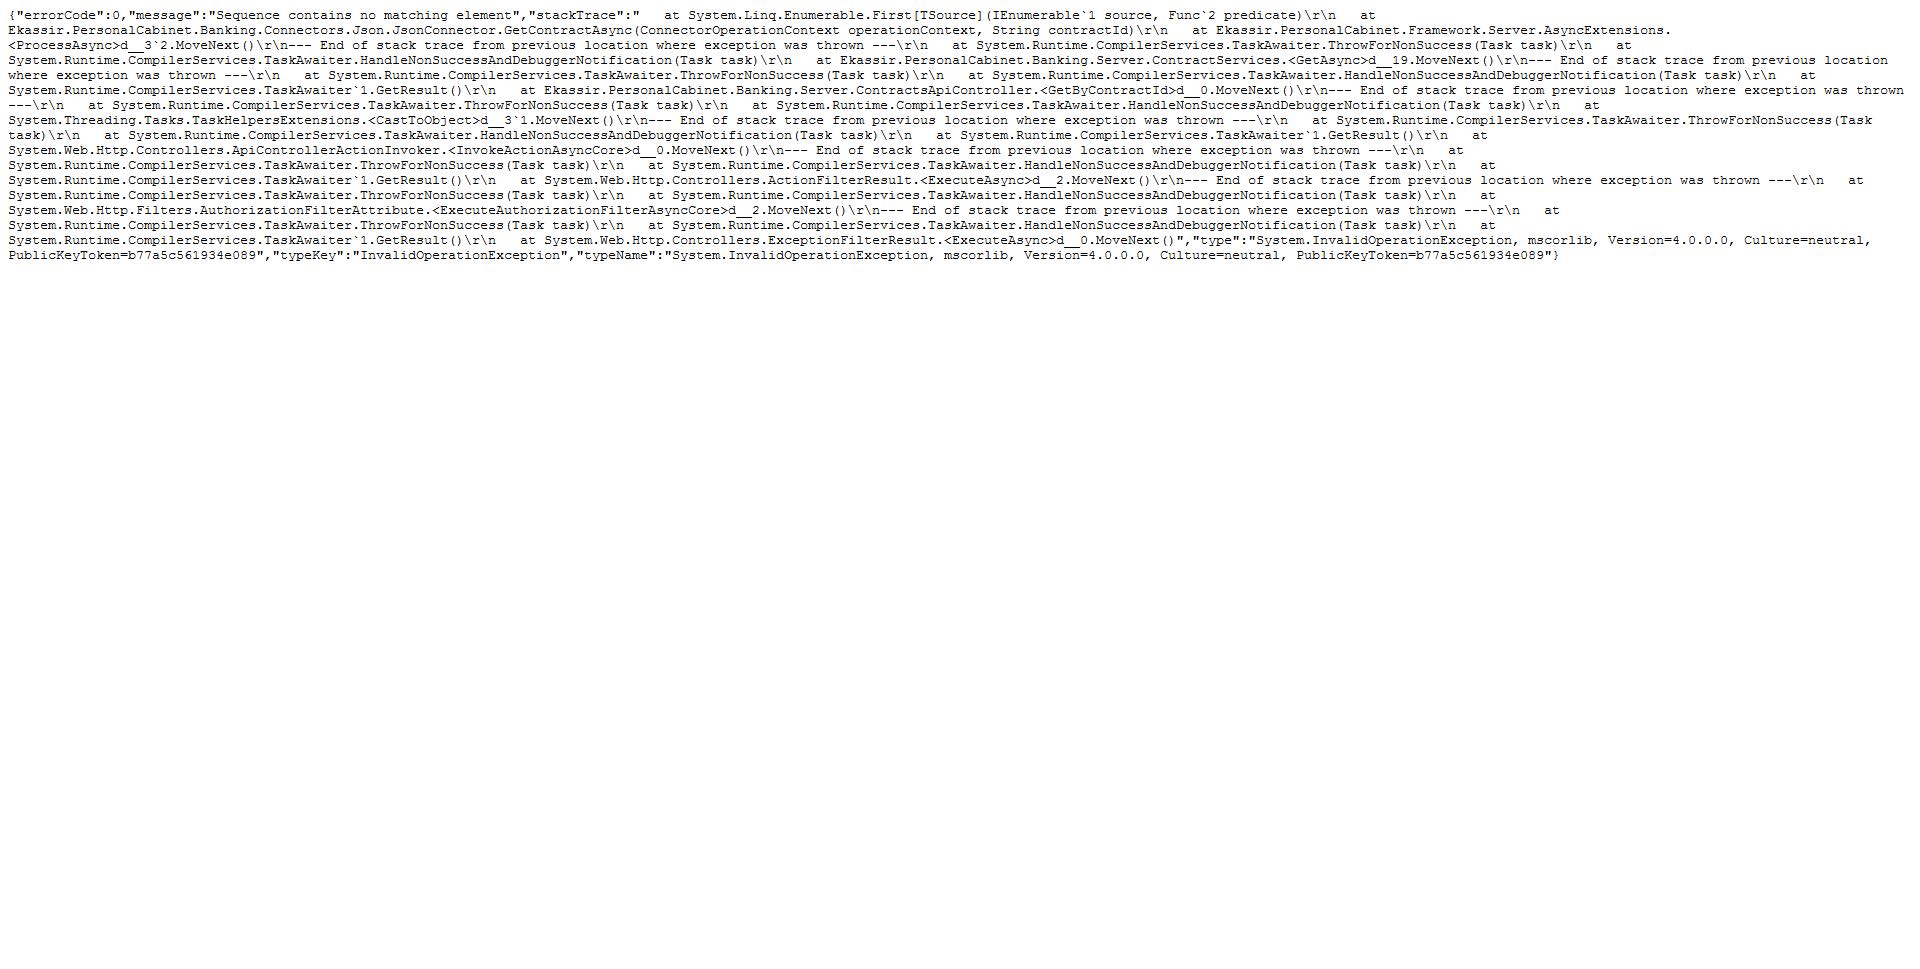 {"errorCode":0,"message":"Sequence contains no matching element","stackTrace":"   at System.Linq.Enumerable.First[TSource](IEnumerable`1 source, Func`2 predicate)\r\n   at
Ekassir.PersonalCabinet.Banking.Connectors.Json.JsonConnector.GetContractAsync(ConnectorOperationContext operationContext, String contractId)\r\n   at Ekassir.PersonalCabinet.Framework.Server.AsyncExtensions.
<ProcessAsync>d__3`2.MoveNext()\r\n--- End of stack trace from previous location where exception was thrown ---\r\n   at System.Runtime.CompilerServices.TaskAwaiter.ThrowForNonSuccess(Task task)\r\n   at
System.Runtime.CompilerServices.TaskAwaiter.HandleNonSuccessAndDebuggerNotification(Task task)\r\n   at Ekassir.PersonalCabinet.Banking.Server.ContractServices.<GetAsync>d__19.MoveNext()\r\n--- End of stack trace from previous location
where exception was thrown ---\r\n   at System.Runtime.CompilerServices.TaskAwaiter.ThrowForNonSuccess(Task task)\r\n   at System.Runtime.CompilerServices.TaskAwaiter.HandleNonSuccessAndDebuggerNotification(Task task)\r\n   at
System.Runtime.CompilerServices.TaskAwaiter`1.GetResult()\r\n   at Ekassir.PersonalCabinet.Banking.Server.ContractsApiController.<GetByContractId>d__0.MoveNext()\r\n--- End of stack trace from previous location where exception was thrown
---\r\n   at System.Runtime.CompilerServices.TaskAwaiter.ThrowForNonSuccess(Task task)\r\n   at System.Runtime.CompilerServices.TaskAwaiter.HandleNonSuccessAndDebuggerNotification(Task task)\r\n   at
System.Threading.Tasks.TaskHelpersExtensions.<CastToObject>d__3`1.MoveNext()\r\n--- End of stack trace from previous location where exception was thrown ---\r\n   at System.Runtime.CompilerServices.TaskAwaiter.ThrowForNonSuccess(Task
task)\r\n   at System.Runtime.CompilerServices.TaskAwaiter.HandleNonSuccessAndDebuggerNotification(Task task)\r\n   at System.Runtime.CompilerServices.TaskAwaiter`1.GetResult()\r\n   at
System.Web.Http.Controllers.ApiControllerActionInvoker.<InvokeActionAsyncCore>d__0.MoveNext()\r\n--- End of stack trace from previous location where exception was thrown ---\r\n   at
System.Runtime.CompilerServices.TaskAwaiter.ThrowForNonSuccess(Task task)\r\n   at System.Runtime.CompilerServices.TaskAwaiter.HandleNonSuccessAndDebuggerNotification(Task task)\r\n   at
System.Runtime.CompilerServices.TaskAwaiter`1.GetResult()\r\n   at System.Web.Http.Controllers.ActionFilterResult.<ExecuteAsync>d__2.MoveNext()\r\n--- End of stack trace from previous location where exception was thrown ---\r\n   at
System.Runtime.CompilerServices.TaskAwaiter.ThrowForNonSuccess(Task task)\r\n   at System.Runtime.CompilerServices.TaskAwaiter.HandleNonSuccessAndDebuggerNotification(Task task)\r\n   at
System.Web.Http.Filters.AuthorizationFilterAttribute.<ExecuteAuthorizationFilterAsyncCore>d__2.MoveNext()\r\n--- End of stack trace from previous location where exception was thrown ---\r\n   at
System.Runtime.CompilerServices.TaskAwaiter.ThrowForNonSuccess(Task task)\r\n   at System.Runtime.CompilerServices.TaskAwaiter.HandleNonSuccessAndDebuggerNotification(Task task)\r\n   at
System.Runtime.CompilerServices.TaskAwaiter`1.GetResult()\r\n   at System.Web.Http.Controllers.ExceptionFilterResult.<ExecuteAsync>d__0.MoveNext()","type":"System.InvalidOperationException, mscorlib, Version=4.0.0.0, Culture=neutral,
PublicKeyToken=b77a5c561934e089","typeKey":"InvalidOperationException","typeName":"System.InvalidOperationException, mscorlib, Version=4.0.0.0, Culture=neutral, PublicKeyToken=b77a5c561934e089"}